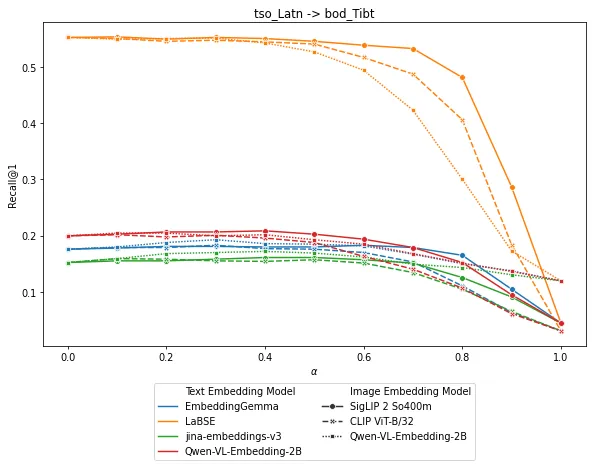 tso_Latn -> bod_Tibt
Recall@1
0.5
0.4
0.3
0.2
0.1
0.0 0.2 0.4 0.6 0.8 1.0
α
Text Embedding Model Image Embedding Model
EmbeddingGemma SigLIP 2 So400m
LaBSE CLIP ViT-B/32
jina-embeddings-v3 Qwen-VL-Embedding-2B
Qwen-VL-Embedding-2B